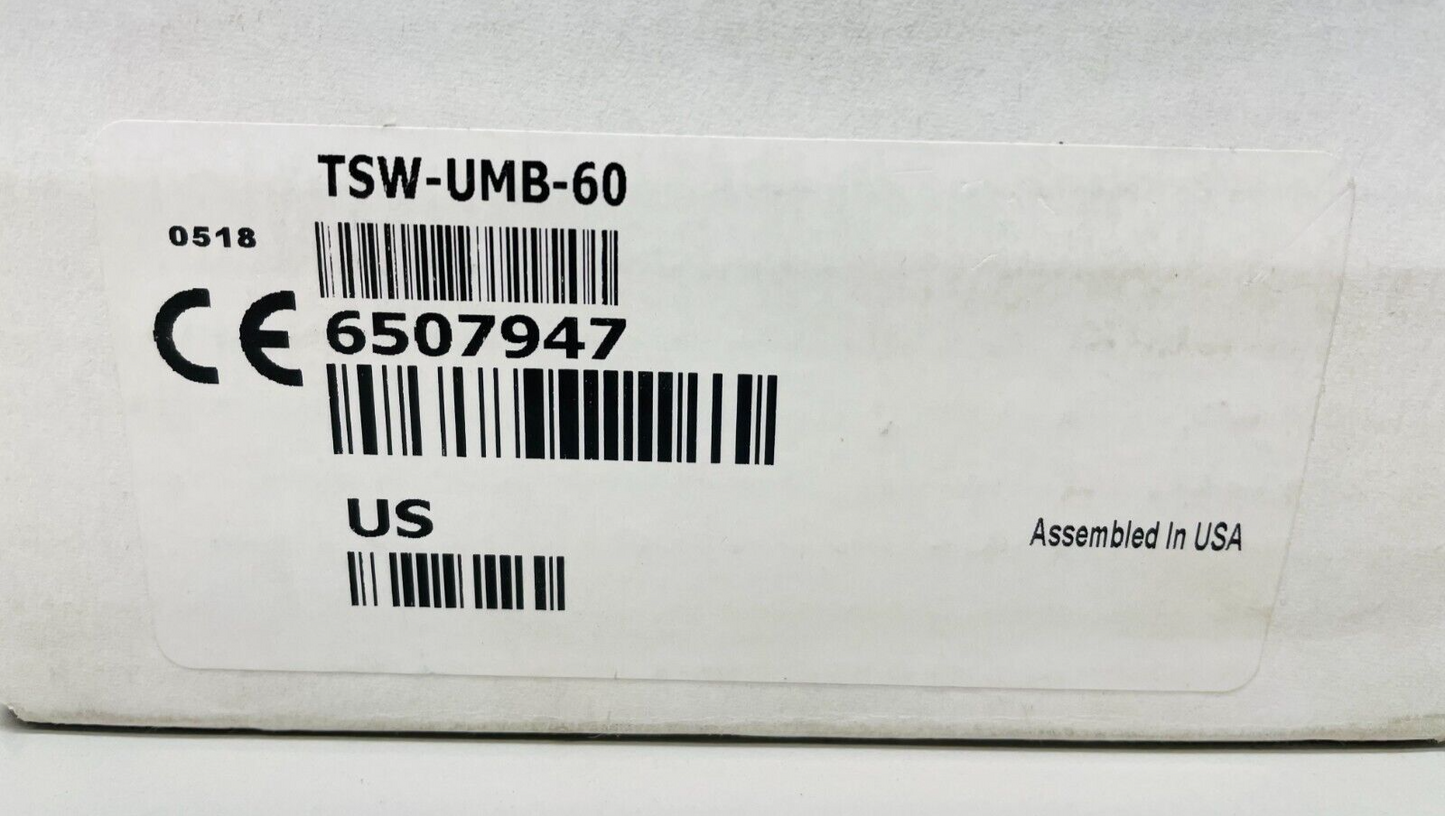 TSW-UMB-60
0518
CE
6507947
US
Assembled In USA